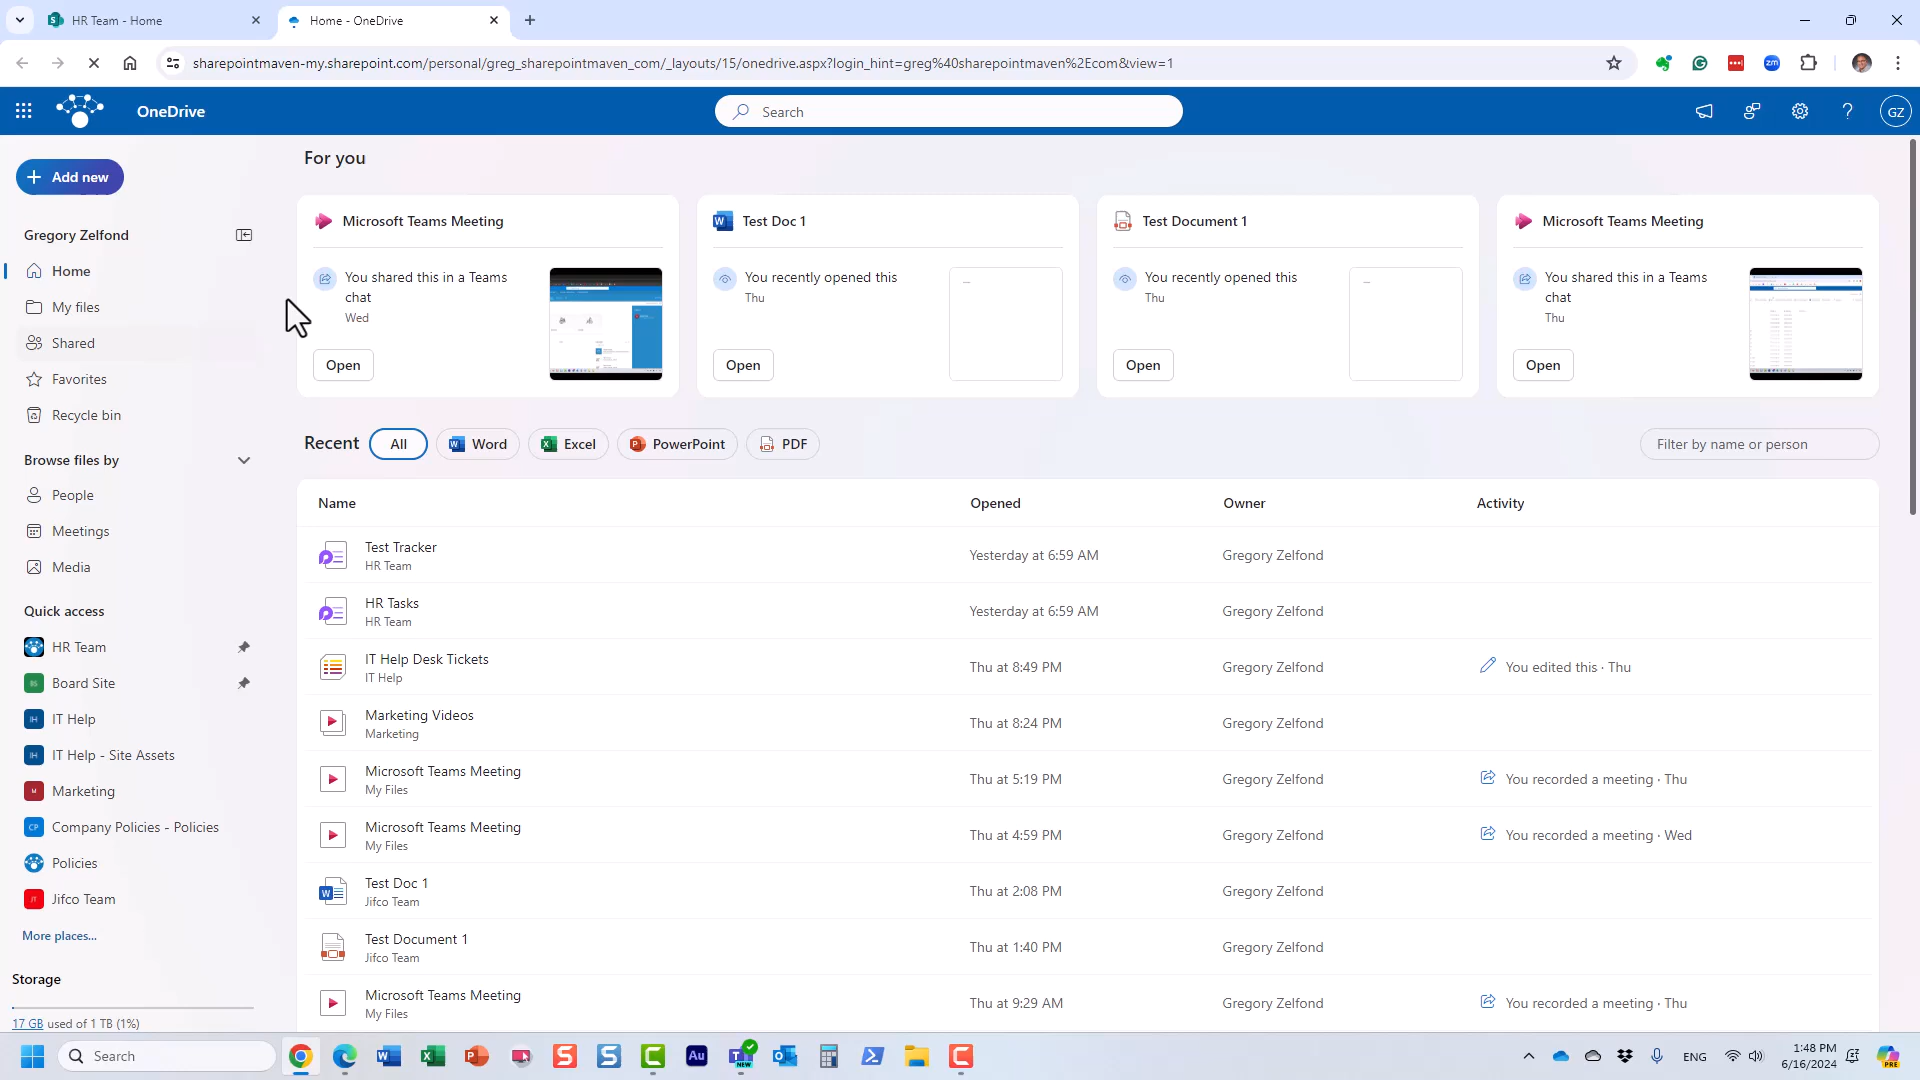 HR Team - Home
Home - OneDrive
sharepointmaven-my.sharepoint.com/personal/greg_sharepointmaven_com/_layouts/15/onedrive.aspx?login_hint=greg%40sharepointmaven%2Ecom&view=1
OneDrive
Search
GZ
Add new
Gregory Zelfond
Home
My files
Shared
Favorites
Recycle bin
Browse files by
People
Meetings
Media
Quick access
HR Team
BS Board Site
IH IT Help
IH IT Help - Site Assets
M Marketing
CP Company Policies - Policies
Policies
JT Jifco Team
More places...
Storage
17 GB used of 1 TB (1%)
For you
Microsoft Teams Meeting
You shared this in a Teams
chat
Wed
Open
Test Doc 1
You recently opened this
Thu
Open
Test Document 1
You recently opened this
Thu
Open
Microsoft Teams Meeting
You shared this in a Teams
chat
Thu
Open
Recent
All
Word
Excel
PowerPoint
PDF
Filter by name or person
Name Opened Owner Activity
Test Tracker
HR Team
Yesterday at 6:59 AM Gregory Zelfond
HR Tasks
HR Team
Yesterday at 6:59 AM Gregory Zelfond
IT Help Desk Tickets
IT Help
Thu at 8:49 PM Gregory Zelfond You edited this · Thu
Marketing Videos
Marketing
Thu at 8:24 PM Gregory Zelfond
Microsoft Teams Meeting
My Files
Thu at 5:19 PM Gregory Zelfond You recorded a meeting · Thu
Microsoft Teams Meeting
My Files
Thu at 4:59 PM Gregory Zelfond You recorded a meeting · Wed
Test Doc 1
Jifco Team
Thu at 2:08 PM Gregory Zelfond
Test Document 1
Jifco Team
Thu at 1:40 PM Gregory Zelfond
Microsoft Teams Meeting
My Files
Thu at 9:29 AM Gregory Zelfond You recorded a meeting · Thu
Search
Au
NEW
ENG
1:48 PM
6/16/2024
PRE